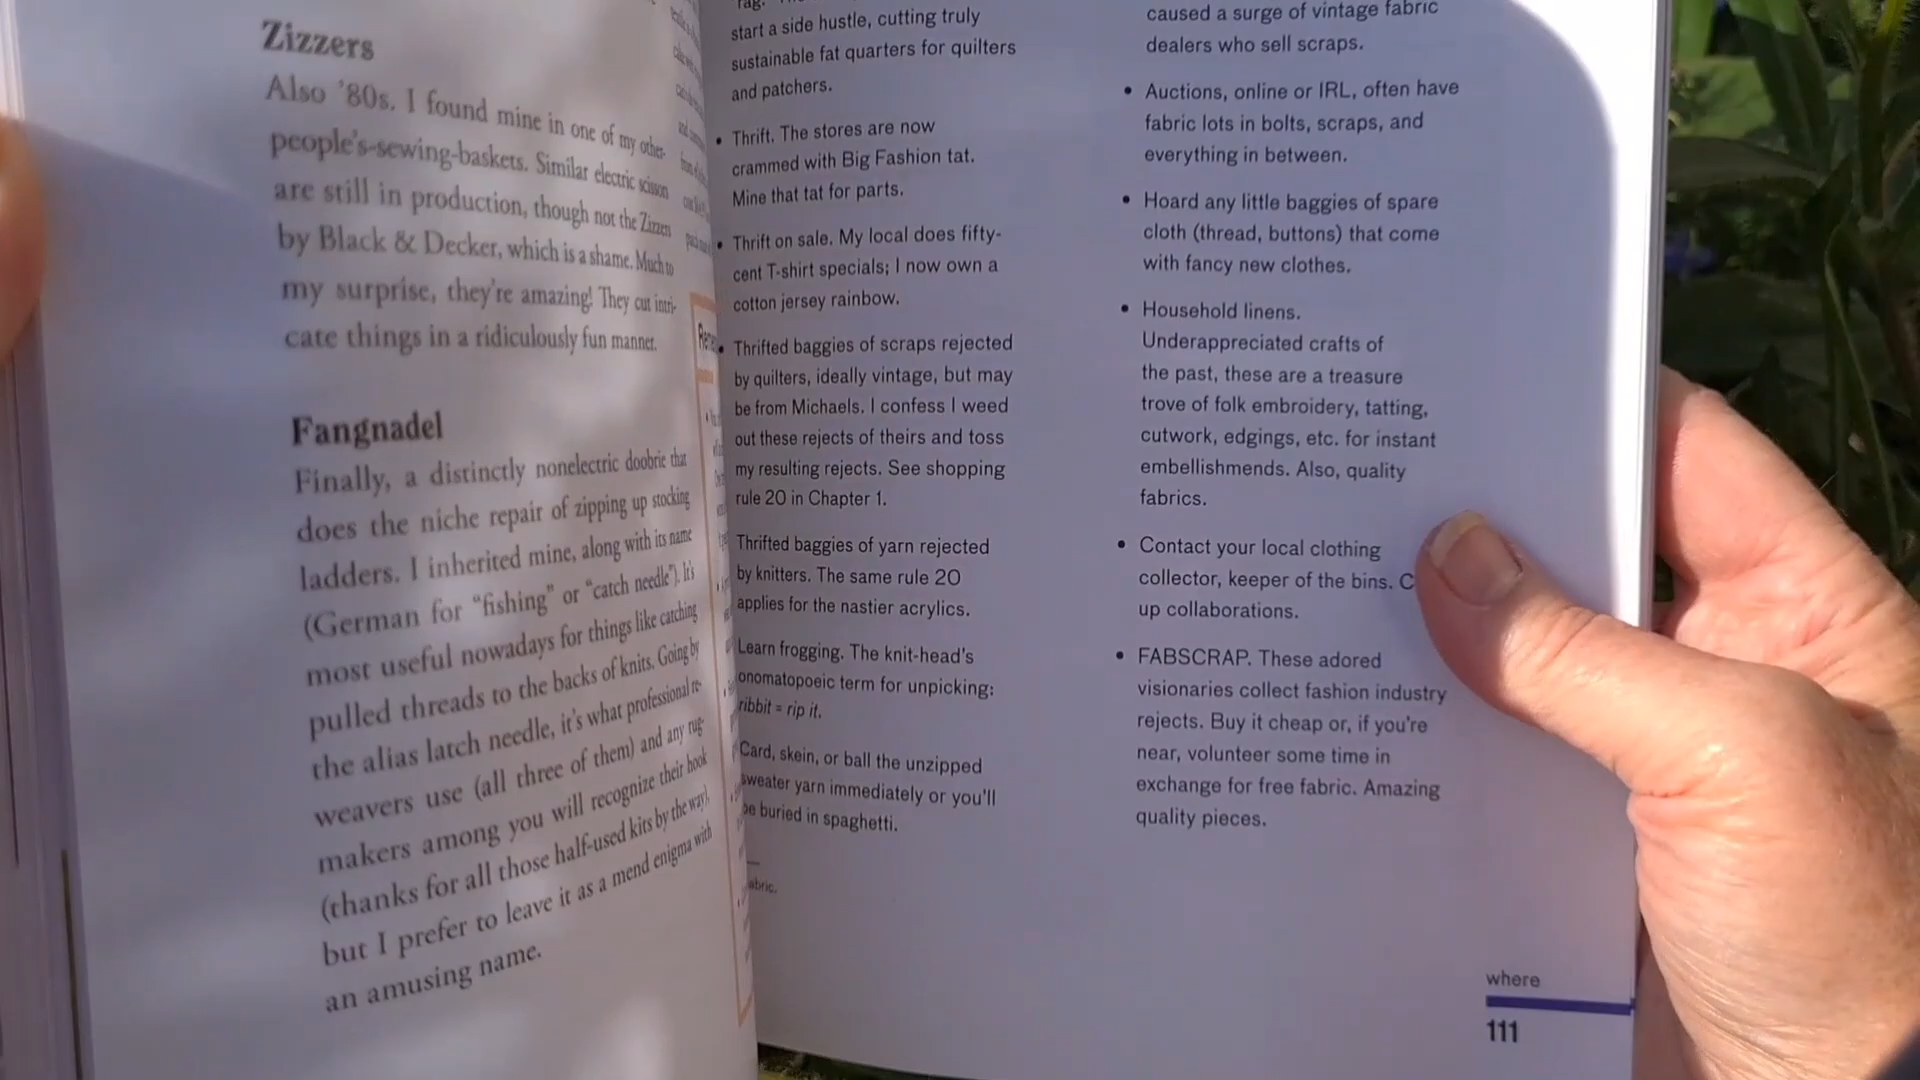 Zizzers
Also '80s. I found mine in one of my other-
people's-sewing-baskets. Similar electric scissors
are still in production, though not the Zizzers
by Black & Decker, which is a shame. Much to
my surprise, they're amazing! They cut intri-
cate things in a ridiculously fun manner.
Fangnadel
Finally, a distinctly nonelectric doobrie that
does the niche repair of zipping up stocking
ladders. I inherited mine, along with its name
(German for "fishing" or "catch needle"). It's
most useful nowadays for things like catching
pulled threads to the backs of knits. Going by
the alias latch needle, it's what professional re-
weavers use (all three of them) and any rug-
makers among you will recognize their hook
(thanks for all those half-used kits by the way),
but I prefer to leave it as a mend enigma with
an amusing name.
rag.
start a side hustle, cutting truly
sustainable fat quarters for quilters
and patchers.
• Thrift. The stores are now
crammed with Big Fashion tat.
Mine that tat for parts.
• Thrift on sale. My local does fifty-
cent T-shirt specials; I now own a
cotton jersey rainbow.
• Thrifted baggies of scraps rejected
by quilters, ideally vintage, but may
be from Michaels. I confess I weed
out these rejects of theirs and toss
my resulting rejects. See shopping
rule 20 in Chapter 1.
Thrifted baggies of yarn rejected
by knitters. The same rule 20
applies for the nastier acrylics.
Learn frogging. The knit-head's
onomatopoeic term for unpicking:
ribbit = rip it.
Card, skein, or ball the unzipped
sweater yarn immediately or you'll
be buried in spaghetti.
caused a surge of vintage fabric
dealers who sell scraps.
• Auctions, online or IRL, often have
fabric lots in bolts, scraps, and
everything in between.
• Hoard any little baggies of spare
cloth (thread, buttons) that come
with fancy new clothes.
• Household linens.
Underappreciated crafts of
the past, these are a treasure
trove of folk embroidery, tatting,
cutwork, edgings, etc. for instant
embellishmends. Also, quality
fabrics.
• Contact your local clothing
collector, keeper of the bins. C
up collaborations.
• FABSCRAP. These adored
visionaries collect fashion industry
rejects. Buy it cheap or, if you're
near, volunteer some time in
exchange for free fabric. Amazing
quality pieces.
where
111